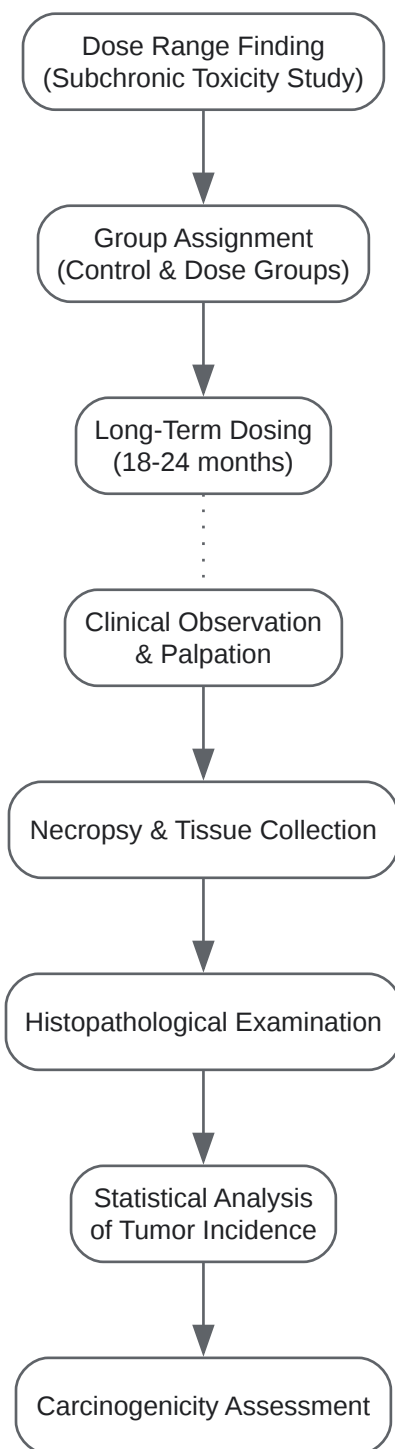 Dose Range Finding
(Subchronic Toxicity Study)
Group Assignment
(Control & Dose Groups)
Long-Term Dosing
(18-24 months)
Clinical Observation
& Palpation
Necropsy & Tissue Collection
Histopathological Examination
Statistical Analysis
of Tumor Incidence
Carcinogenicity Assessment